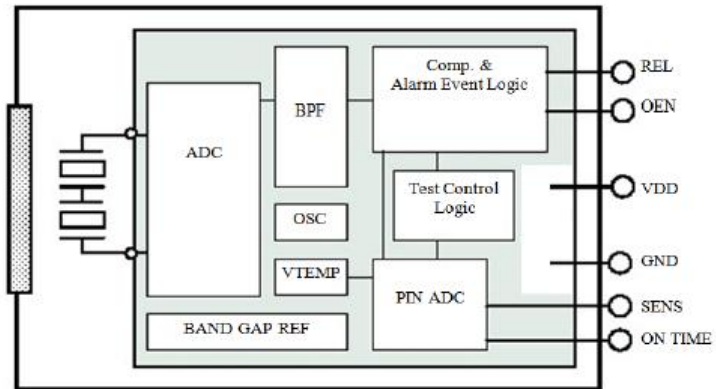 Comp. &
Alarm Event Logic
REL
OEN
BPF
ADC
Test Control
Logic
VDD
OSC
VTEMP
GND
PIN ADC
SENS
BAND GAP REF
ON TIME